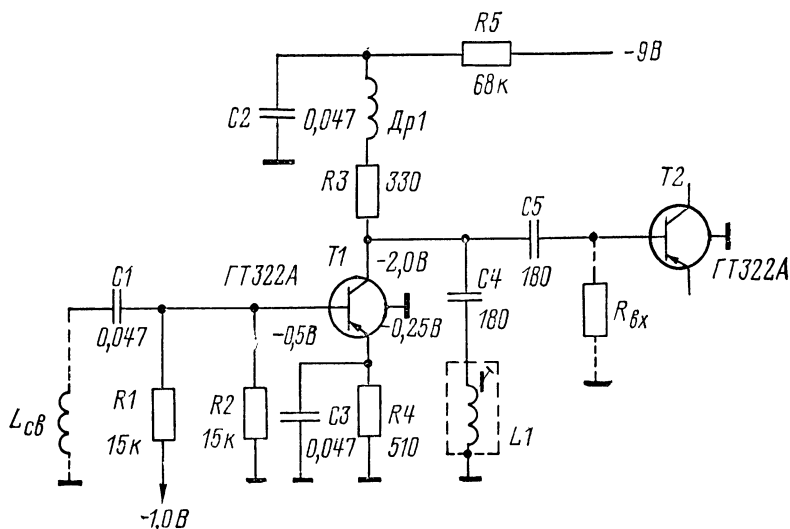 R5
-9В
68к
C2
0,047
Др1
R3
330
T2
C5
180
ГТ322А
T1
-2,0В
ГТ322А
C1
0,047
-0,5В
-0,25В
C4
180
Rвх
Lсв
R1
15к
R2
15к
C3
0,047
R4
510
L1
-1,0В